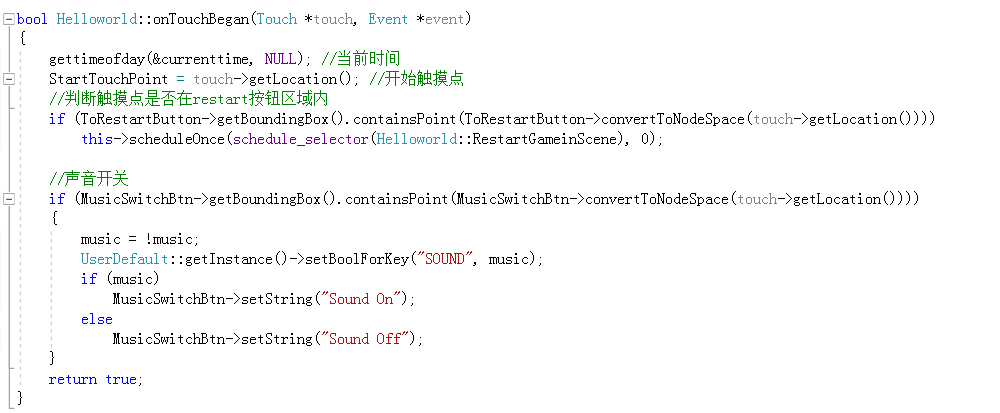 bool Helloworld::onTouchBegan(Touch *touch, Event *event)
{
gettimeofday(&currenttime, NULL); //当前时间
StartTouchPoint = touch->getLocation(); //开始触摸点
//判断触摸点是否在restart按钮区域内
if (ToRestartButton->getBoundingBox().containsPoint(ToRestartButton->convertToNodeSpace(touch->getLocation())))
this->scheduleOnce(schedule_selector(Helloworld::RestartGameinScene), 0);
//声音开关
if (MusicSwitchBtn->getBoundingBox().containsPoint(MusicSwitchBtn->convertToNodeSpace(touch->getLocation())))
{
music = !music;
UserDefault::getInstance()->setBoolForKey("SOUND", music);
if (music)
MusicSwitchBtn->setString("Sound On");
else
MusicSwitchBtn->setString("Sound Off");
}
return true;
}